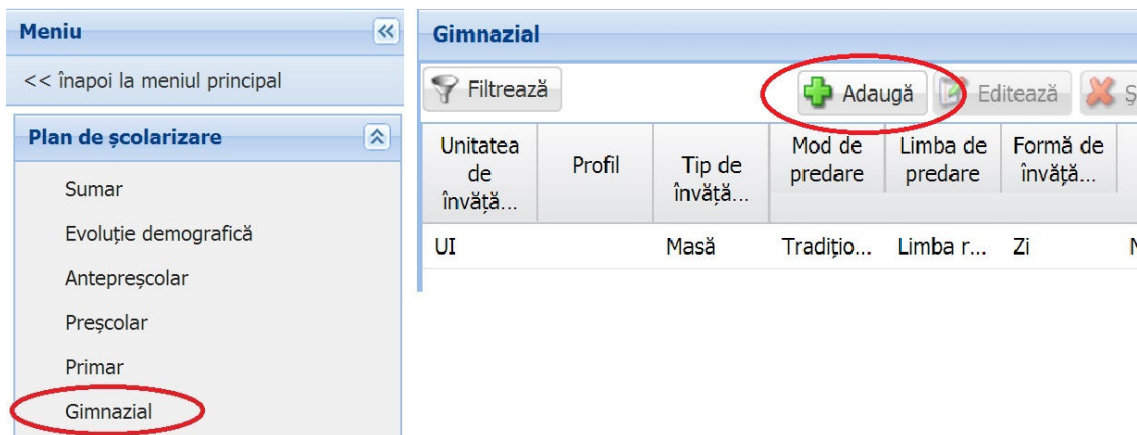 Meniu
<< înapoi la meniul principal
Plan de școlarizare
Sumar
Evoluție demografică
Antepreșcolar
Preșcolar
Primar
Gimnazial
Gimnazial
Filtrează Adaugă Editează Ș
Unitatea de învăță... Profil Tip de învăță... Mod de predare Limba de predare Formă de învăță...
UI Masă Tradițio... Limba r... Zi